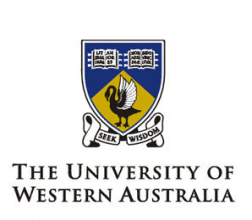 SEEK WISDOM
THE UNIVERSITY OF
WESTERN AUSTRALIA